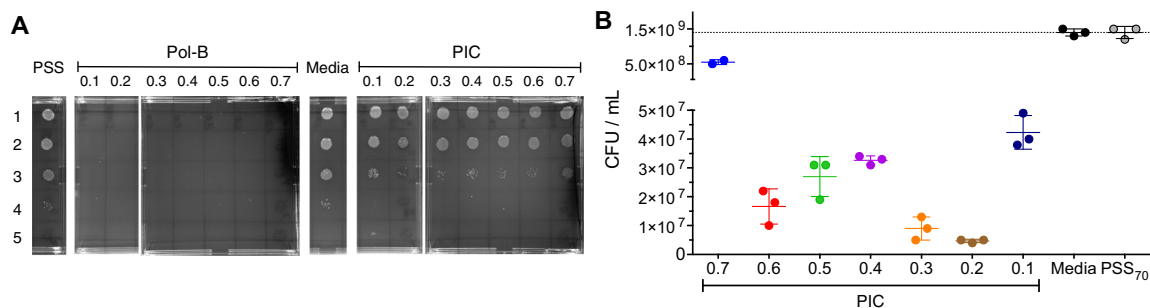 A
Pol-B
PIC
PSS
0.1 0.2 0.3 0.4 0.5 0.6 0.7
Media
0.1 0.2 0.3 0.4 0.5 0.6 0.7
1
2
3
4
5
B
CFU / mL
1.5×10⁹
5.0×10⁸
5×10⁷
4×10⁷
3×10⁷
2×10⁷
1×10⁷
0
0.7 0.6 0.5 0.4 0.3 0.2 0.1 Media PSS₇₀
PIC